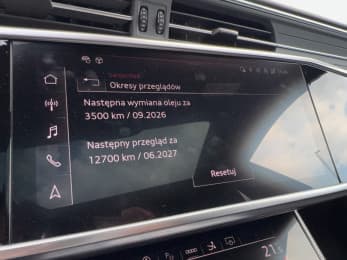 Okresy przeglądów
Następna wymiana oleju za
3500 km / 09.2026
Następny przegląd za
12700 km / 06.2027
Resetuj